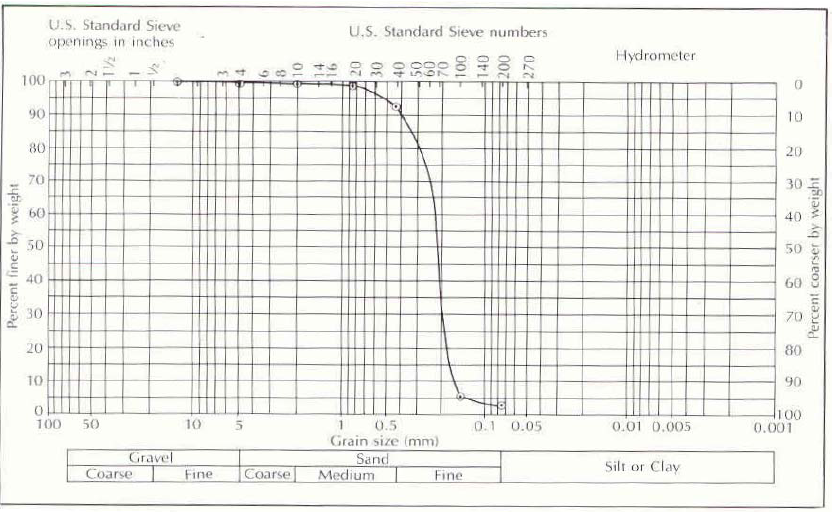 U.S. Standard Sieve
openings in inches
U.S. Standard Sieve numbers
Hydrometer
3 2 1½ 1 ½ 3 4 6 8 10 14 16 20 30 40 50 60 70 100 140 200 270
100
90
80
70
60
50
40
30
20
10
0
Percent finer by weight
0
10
20
30
40
50
60
70
80
90
100
Percent coarser by weight
100 50 10 5 1 0.5 0.1 0.05 0.01 0.005 0.001
Grain size (mm)
Gravel Sand Silt or Clay
Coarse Fine Coarse Medium Fine